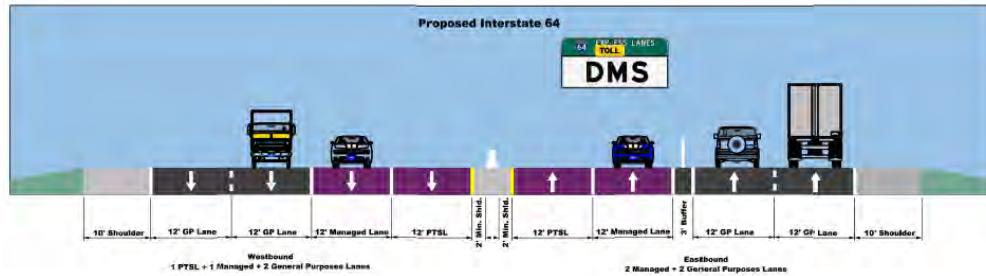 Proposed Interstate 64
64 EXPRESS LANES
TOLL
DMS
10' Shoulder
12' GP Lane
12' GP Lane
12' Managed Lane
12' PTSL
2' Min. Shld.
2' Min. Shld.
12' PTSL
12' Managed Lane
3' Buffer
12' GP Lane
12' GP Lane
10' Shoulder
Westbound
1 PTSL + 1 Managed + 2 General Purposes Lanes
Eastbound
2 Managed + 2 General Purposes Lanes